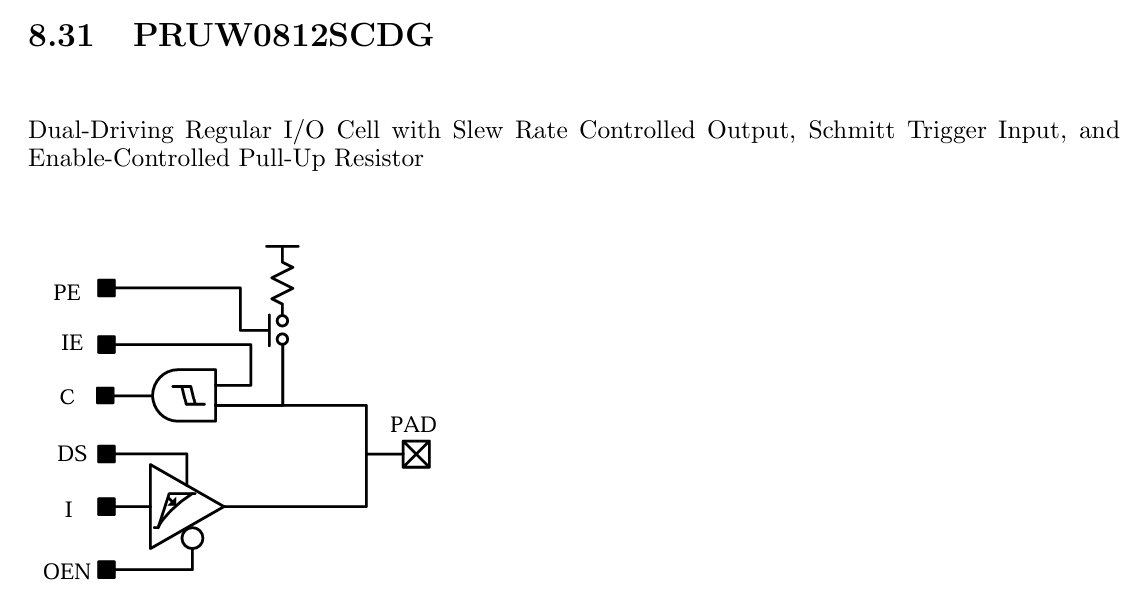 8.31 PRUW0812SCDG
Dual-Driving Regular I/O Cell with Slew Rate Controlled Output, Schmitt Trigger Input, and
Enable-Controlled Pull-Up Resistor
PE
IE
C
DS
PAD
I
OEN